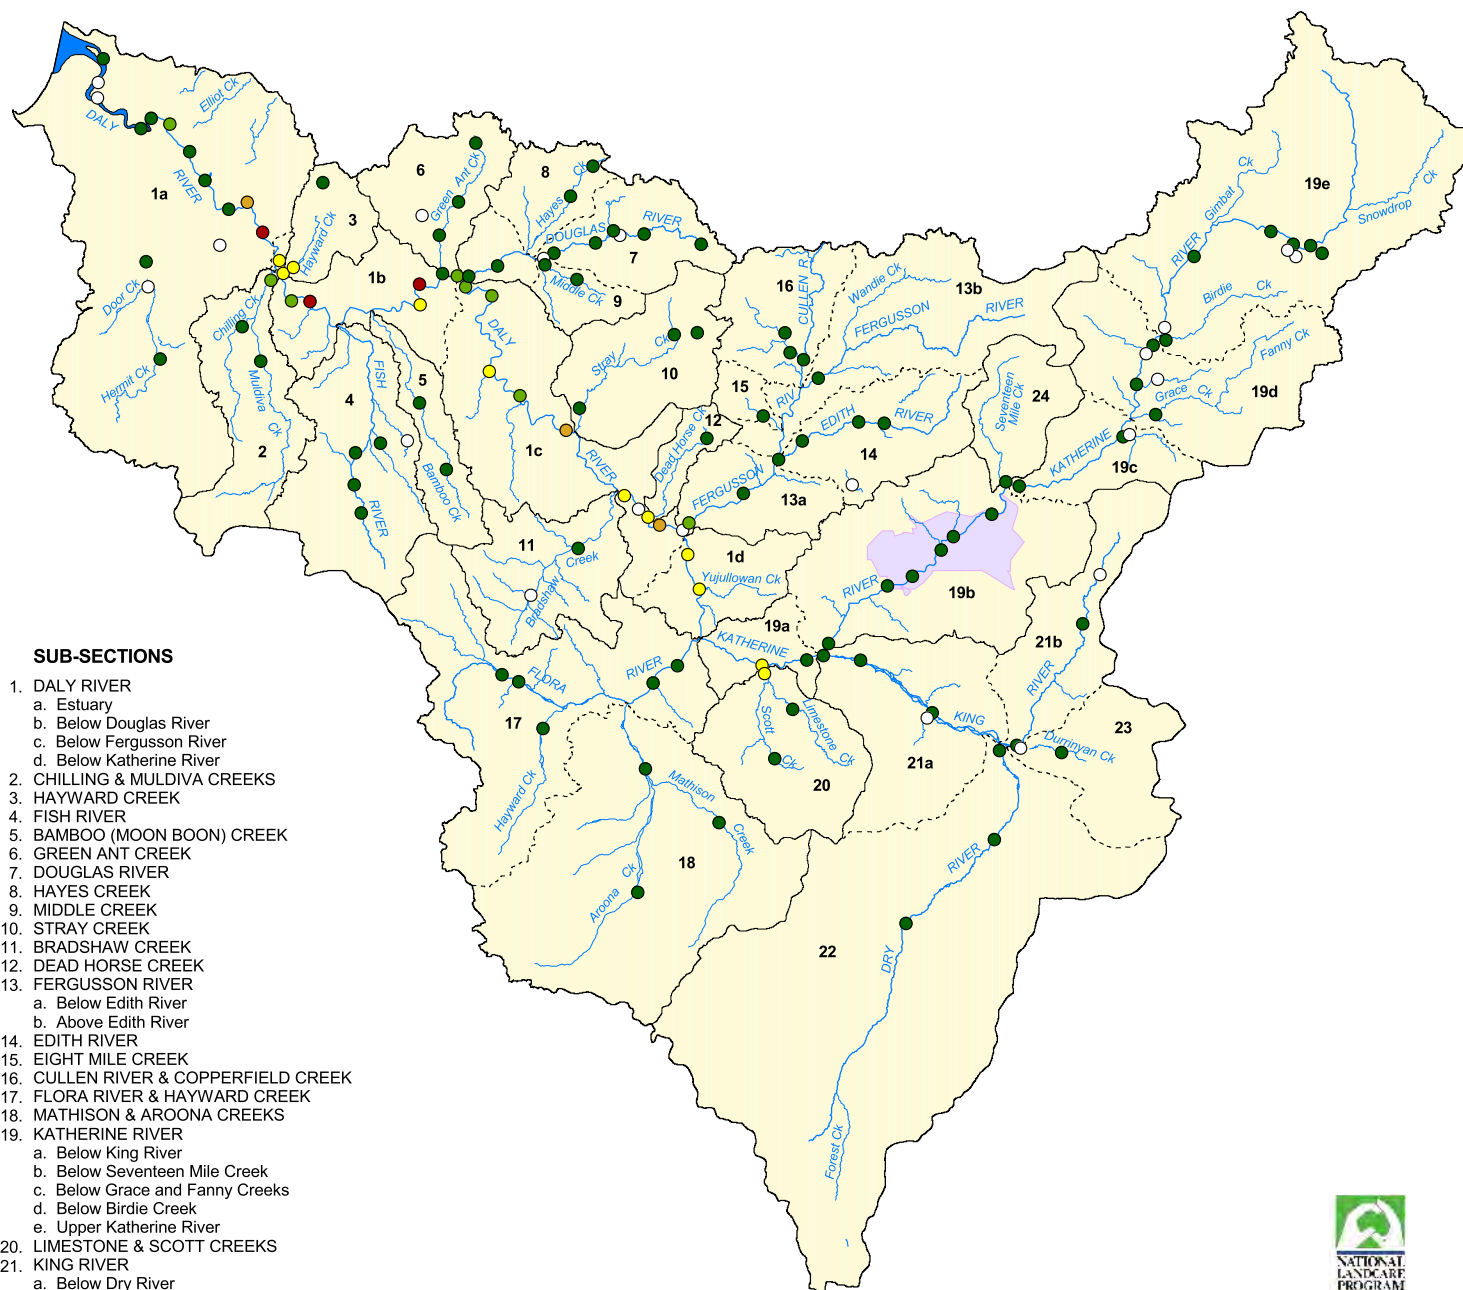 Elliot Ck
DALY
RIVER
1a
Door Ck
Hermit Ck
Chilling Ck
Muldiva
Ck
2
3
Hayward Ck
1b
6
Green Ant Ck
8
Hayes Ck
DOUGLAS
RIVER
7
Middle Ck
9
DALY
Stray Ck
10
FISH
RIVER
4
5
Bamboo Ck
1c
RIVER
12
Dead Horse Ck
11
Bradshaw Creek
16
CULLEN R
Wandie Ck
13b
FERGUSSON
RIVER
15
RIV
EDITH
RIVER
14
FERGUSSON
13a
24
Seventeen
Mile Ck
19e
Gimbat
Ck
RIVER
Snowdrop
Ck
Birdie Ck
Fanny Ck
Grace Ck
19d
KATHERINE
19c
1d
Yujullowan Ck
19a
KATHERINE
RIVER
19b
21b
RIVER
23
Durrinyan Ck
KING
21a
FLORA
RIVER
17
Hayward Ck
Scott
Ck
Limestone
Ck
20
Mathison
Creek
18
Aroona Ck
RIVER
DRY
22
Forest Ck
SUB-SECTIONS
1. DALY RIVER
a. Estuary
b. Below Douglas River
c. Below Fergusson River
d. Below Katherine River
2. CHILLING & MULDIVA CREEKS
3. HAYWARD CREEK
4. FISH RIVER
5. BAMBOO (MOON BOON) CREEK
6. GREEN ANT CREEK
7. DOUGLAS RIVER
8. HAYES CREEK
9. MIDDLE CREEK
10. STRAY CREEK
11. BRADSHAW CREEK
12. DEAD HORSE CREEK
13. FERGUSSON RIVER
a. Below Edith River
b. Above Edith River
14. EDITH RIVER
15. EIGHT MILE CREEK
16. CULLEN RIVER & COPPERFIELD CREEK
17. FLORA RIVER & HAYWARD CREEK
18. MATHISON & AROONA CREEKS
19. KATHERINE RIVER
a. Below King River
b. Below Seventeen Mile Creek
c. Below Grace and Fanny Creeks
d. Below Birdie Creek
e. Upper Katherine River
20. LIMESTONE & SCOTT CREEKS
21. KING RIVER
a. Below Dry River
NATIONAL
LANDCARE
PROGRAM